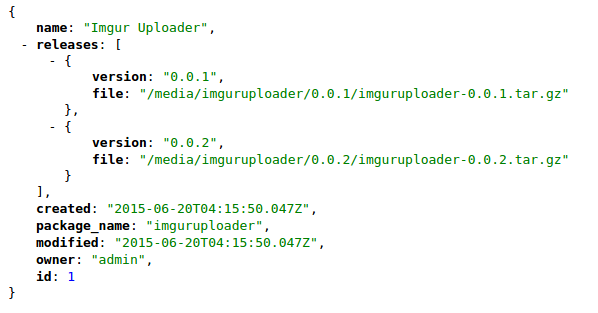 {
name: "Imgur Uploader",
- releases: [
- {
version: "0.0.1",
file: "/media/imguruploader/0.0.1/imguruploader-0.0.1.tar.gz"
},
- {
version: "0.0.2",
file: "/media/imguruploader/0.0.2/imguruploader-0.0.2.tar.gz"
}
],
created: "2015-06-20T04:15:50.047Z",
package_name: "imguruploader",
modified: "2015-06-20T04:15:50.047Z",
owner: "admin",
id: 1
}